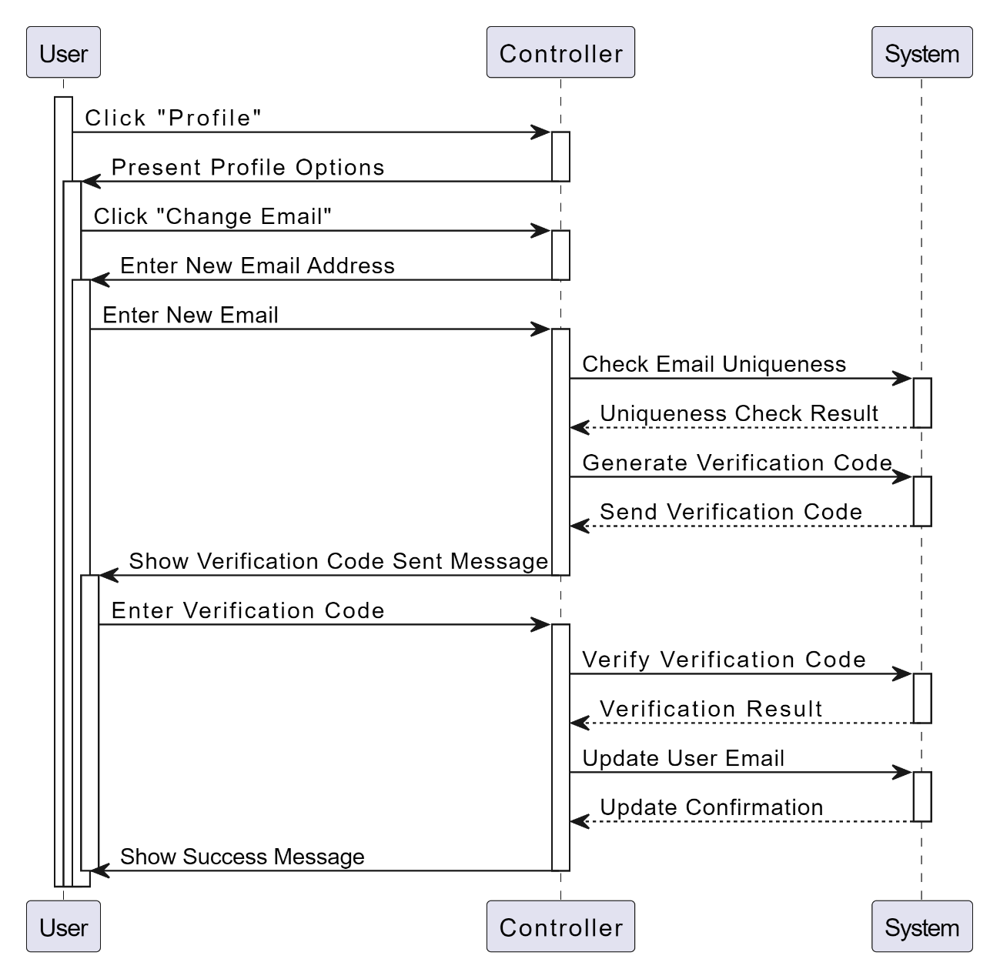 User
Controller
System
Click "Profile"
Present Profile Options
Click "Change Email"
Enter New Email Address
Enter New Email
Check Email Uniqueness
Uniqueness Check Result
Generate Verification Code
Send Verification Code
Show Verification Code Sent Message
Enter Verification Code
Verify Verification Code
Verification Result
Update User Email
Update Confirmation
Show Success Message
User
Controller
System